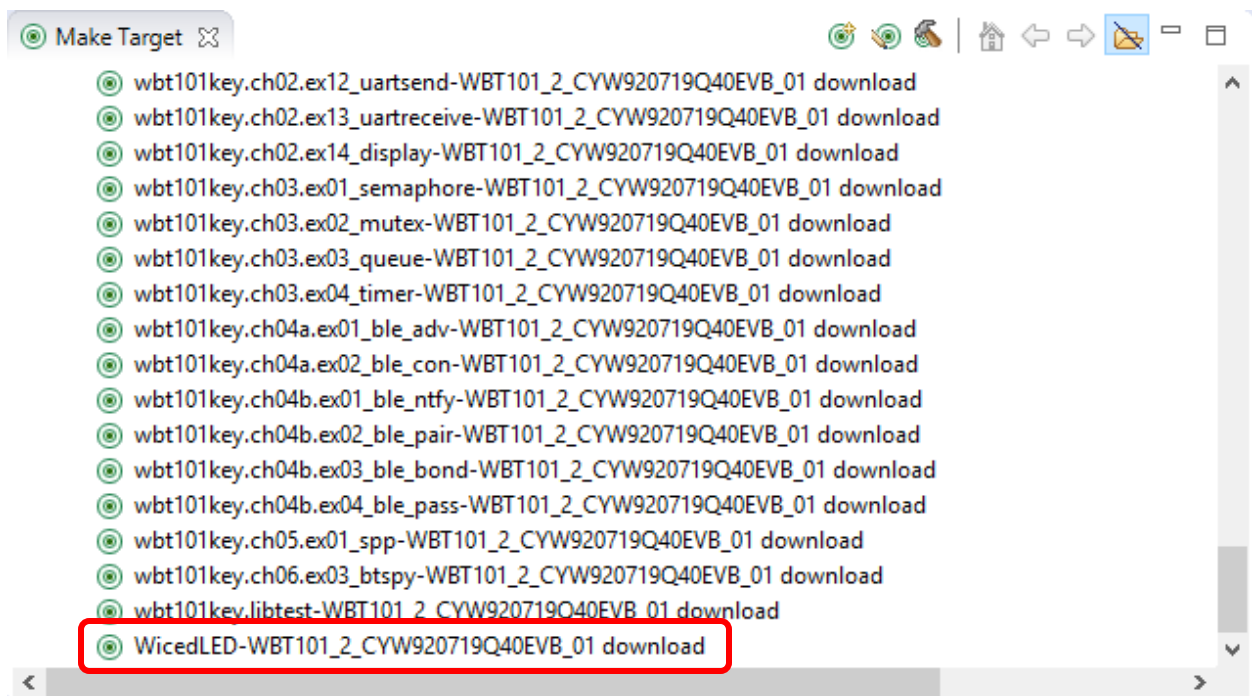 Make Target
wbt101key.ch02.ex12_uartsend-WBT101_2_CYW920719Q40EVB_01 download
wbt101key.ch02.ex13_uartreceive-WBT101_2_CYW920719Q40EVB_01 download
wbt101key.ch02.ex14_display-WBT101_2_CYW920719Q40EVB_01 download
wbt101key.ch03.ex01_semaphore-WBT101_2_CYW920719Q40EVB_01 download
wbt101key.ch03.ex02_mutex-WBT101_2_CYW920719Q40EVB_01 download
wbt101key.ch03.ex03_queue-WBT101_2_CYW920719Q40EVB_01 download
wbt101key.ch03.ex04_timer-WBT101_2_CYW920719Q40EVB_01 download
wbt101key.ch04a.ex01_ble_adv-WBT101_2_CYW920719Q40EVB_01 download
wbt101key.ch04a.ex02_ble_con-WBT101_2_CYW920719Q40EVB_01 download
wbt101key.ch04b.ex01_ble_ntfy-WBT101_2_CYW920719Q40EVB_01 download
wbt101key.ch04b.ex02_ble_pair-WBT101_2_CYW920719Q40EVB_01 download
wbt101key.ch04b.ex03_ble_bond-WBT101_2_CYW920719Q40EVB_01 download
wbt101key.ch04b.ex04_ble_pass-WBT101_2_CYW920719Q40EVB_01 download
wbt101key.ch05.ex01_spp-WBT101_2_CYW920719Q40EVB_01 download
wbt101key.ch06.ex03_btspy-WBT101_2_CYW920719Q40EVB_01 download
wbt101key.libtest-WBT101_2_CYW920719Q40EVB_01 download
WicedLED-WBT101_2_CYW920719Q40EVB_01 download